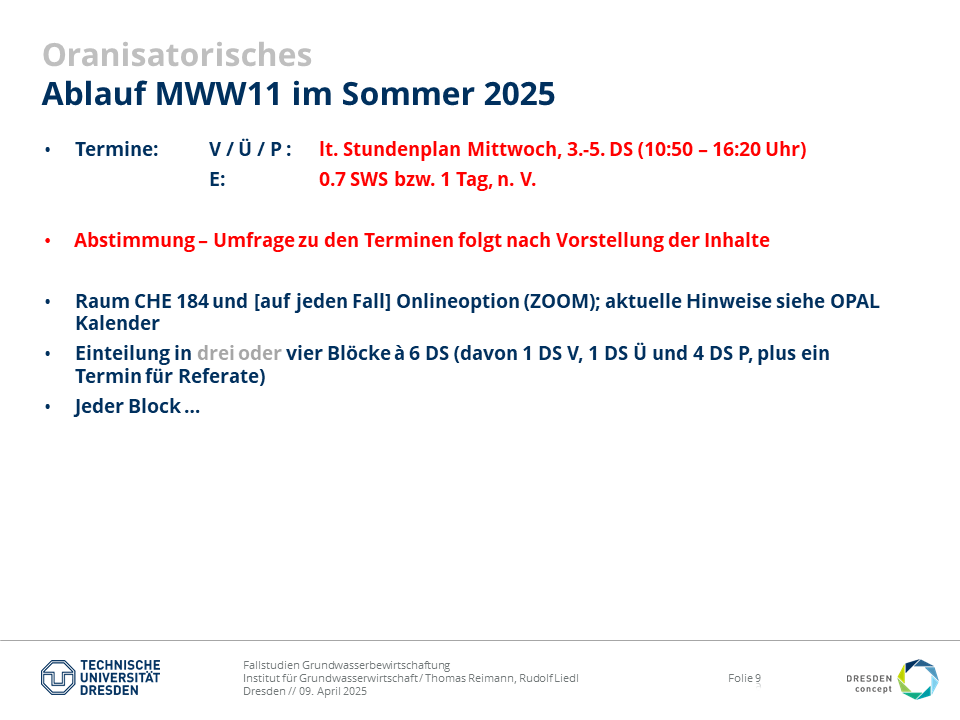 Oranisatorisches
Ablauf MWW11 im Sommer 2025
• Termine: V / Ü / P : lt. Stundenplan Mittwoch, 3.-5. DS (10:50 – 16:20 Uhr)
E: 0.7 SWS bzw. 1 Tag, n. V.
• Abstimmung – Umfrage zu den Terminen folgt nach Vorstellung der Inhalte
• Raum CHE 184 und [auf jeden Fall] Onlineoption (ZOOM); aktuelle Hinweise siehe OPAL
Kalender
• Einteilung in drei oder vier Blöcke à 6 DS (davon 1 DS V, 1 DS Ü und 4 DS P, plus ein
Termin für Referate)
• Jeder Block ...
TECHNISCHE
UNIVERSITÄT
DRESDEN
Fallstudien Grundwasserbewirtschaftung
Institut für Grundwasserwirtschaft / Thomas Reimann, Rudolf Liedl
Dresden // 09. April 2025
Folie 9
DRESDEN
concept